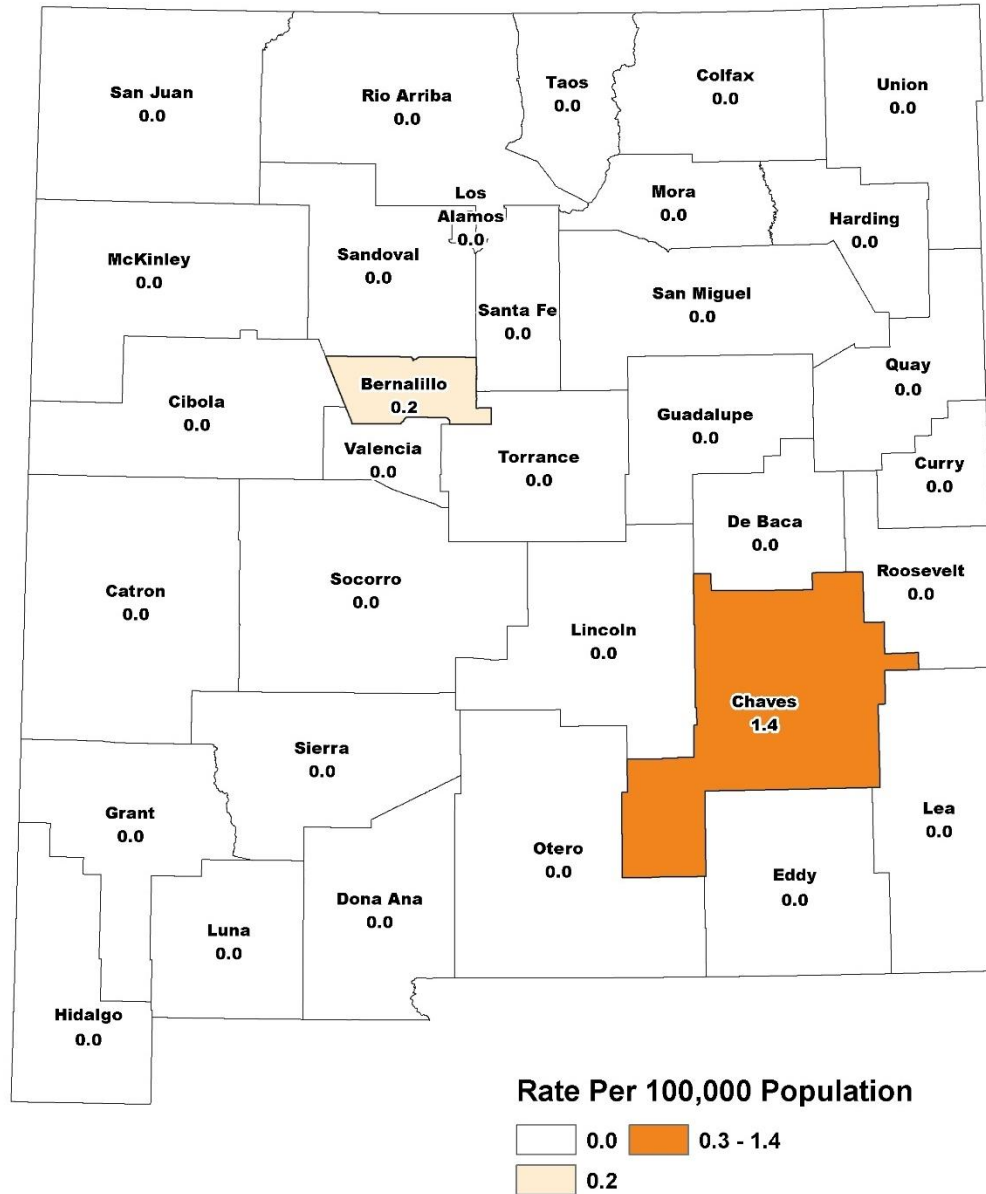 San Juan
0.0
Rio Arriba
0.0
Taos
0.0
Colfax
0.0
Union
0.0
Los
Alamos
0.0
Mora
0.0
Harding
0.0
McKinley
0.0
Sandoval
0.0
Santa Fe
0.0
San Miguel
0.0
Quay
0.0
Cibola
0.0
Bernalillo
0.2
Valencia
0.0
Torrance
0.0
Guadalupe
0.0
Curry
0.0
De Baca
0.0
Roosevelt
0.0
Catron
0.0
Socorro
0.0
Lincoln
0.0
Chaves
1.4
Sierra
0.0
Grant
0.0
Lea
0.0
Otero
0.0
Eddy
0.0
Dona Ana
0.0
Luna
0.0
Hidalgo
0.0
Rate Per 100,000 Population
0.0
0.3 - 1.4
0.2